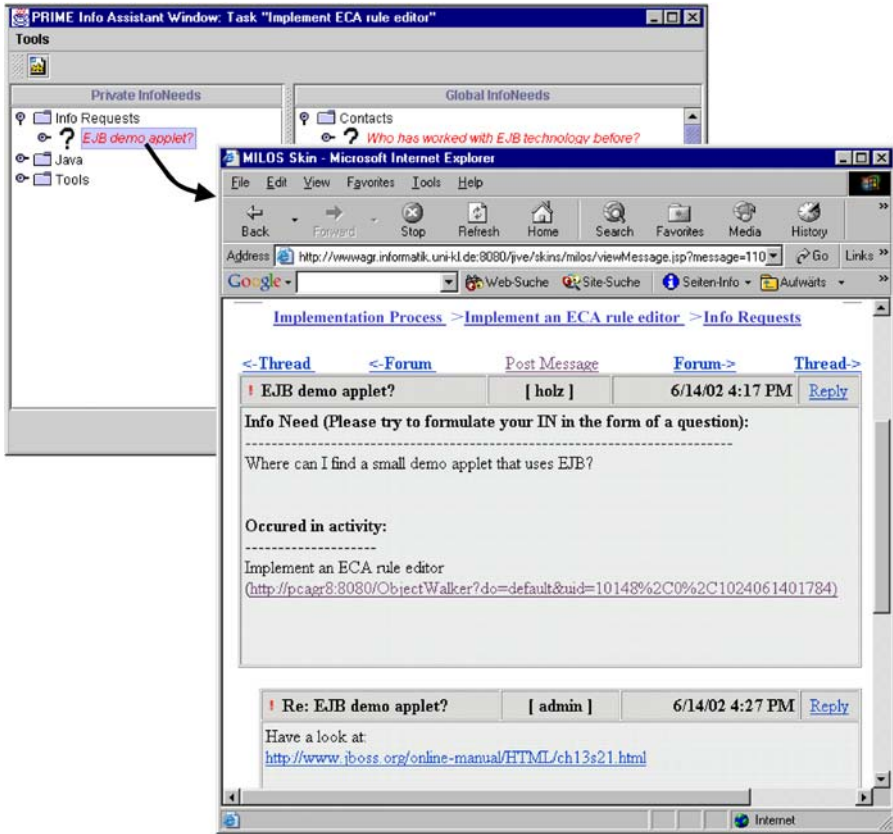 PRIME Info Assistant Window: Task "Implement ECA rule editor"
Tools
Private InfoNeeds
Global InfoNeeds
Info Requests
? EJB demo applet?
Java
Tools
Contacts
? Who has worked with EJB technology before?
MILOS Skin - Microsoft Internet Explorer
File Edit View Favorites Tools Help
Back Forward Stop Refresh Home Search Favorites Media History »
Address http://wwwagr.informatik.uni-kl.de:8080/jive/skins/milos/viewMessage.jsp?message=110 Go Links »
Google Web-Suche Site-Suche Seiten-Info Aufwärts »
Implementation Process >Implement an ECA rule editor >Info Requests
<-Thread <-Forum Post Message Forum-> Thread->
! EJB demo applet? [ holz ] 6/14/02 4:17 PM Reply
Info Need (Please try to formulate your IN in the form of a question):
--------------------------------------------------------------------------
Where can I find a small demo applet that uses EJB?
Occured in activity:
--------------------
Implement an ECA rule editor
(http://pcagr8:8080/ObjectWalker?do=default&uid=10148%2C0%2C1024061401784)
! Re: EJB demo applet? [ admin ] 6/14/02 4:27 PM Reply
Have a look at:
http://www.jboss.org/online-manual/HTML/ch13s21.html
Internet